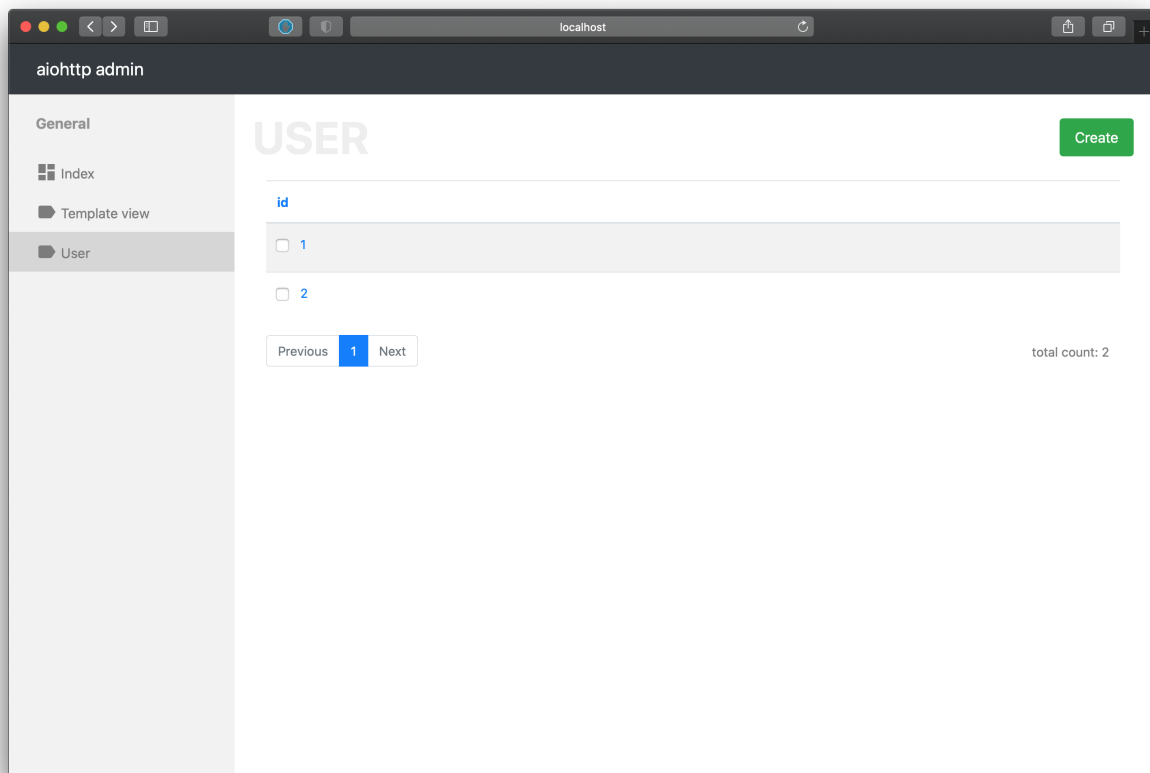 localhost
aiohttp admin
General
Index
Template view
User
USER
Create
id
1
2
Previous 1 Next
total count: 2